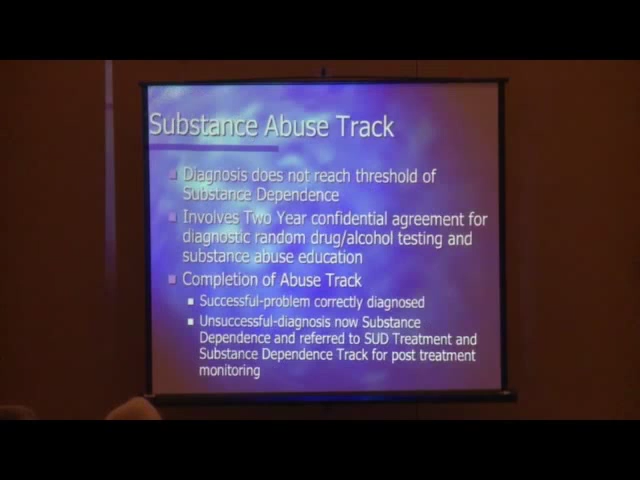 Substance Abuse Track
Diagnosis does not reach threshold of
Substance Dependence
Involves Two Year confidential agreement for
diagnostic random drug/alcohol testing and
substance abuse education
Completion of Abuse Track
Successful-problem correctly diagnosed
Unsuccessful-diagnosis now Substance
Dependence and referred to SUD Treatment and
Substance Dependence Track for post treatment
monitoring